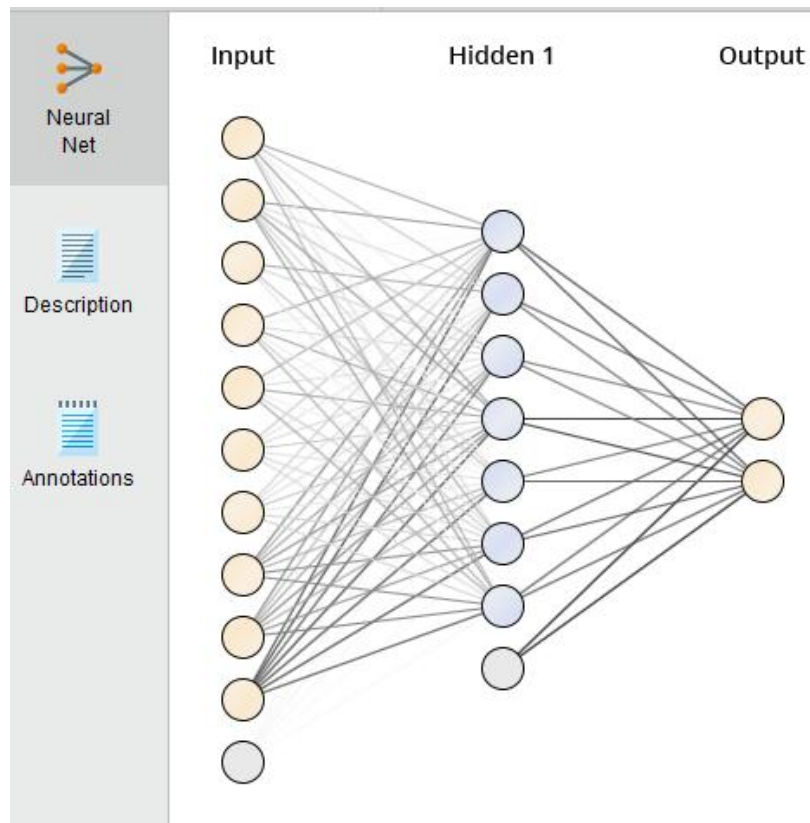 Input Hidden 1 Output
Neural
Net
Description
Annotations